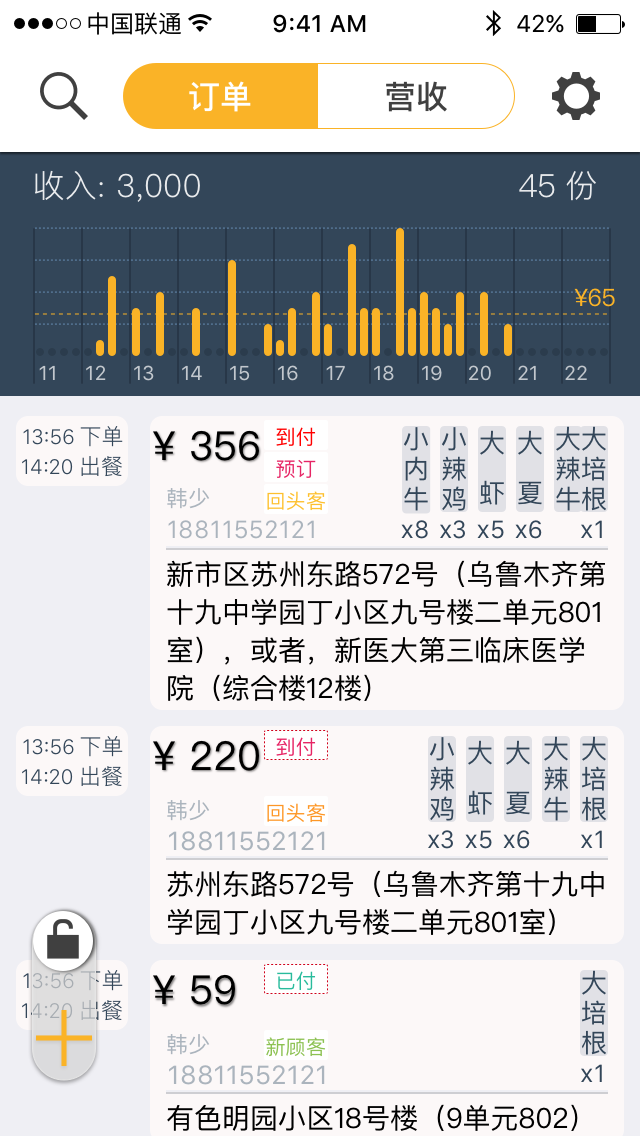 中国联通 9:41 AM 42%
订单 营收
收入: 3,000 45 份
¥65
11 12 13 14 15 16 17 18 19 20 21 22
13:56 下单
14:20 出餐
¥ 356
到付
预订
回头客
韩少
18811552121
小内牛 小辣鸡 大虾 大夏 大辣牛 大培根
x8 x3 x5 x6 x1
新市区苏州东路572号（乌鲁木齐第
十九中学园丁小区九号楼二单元801
室），或者，新医大第三临床医学
院（综合楼12楼）
13:56 下单
14:20 出餐
¥ 220
到付
回头客
韩少
18811552121
小辣鸡 大虾 大夏 大辣牛 大培根
x3 x5 x6 x1
苏州东路572号（乌鲁木齐第十九中
学园丁小区九号楼二单元801室）
13:56 下单
14:20 出餐
¥ 59
已付
新顾客
韩少
18811552121
大培根
x1
有色明园小区18号楼（9单元802）